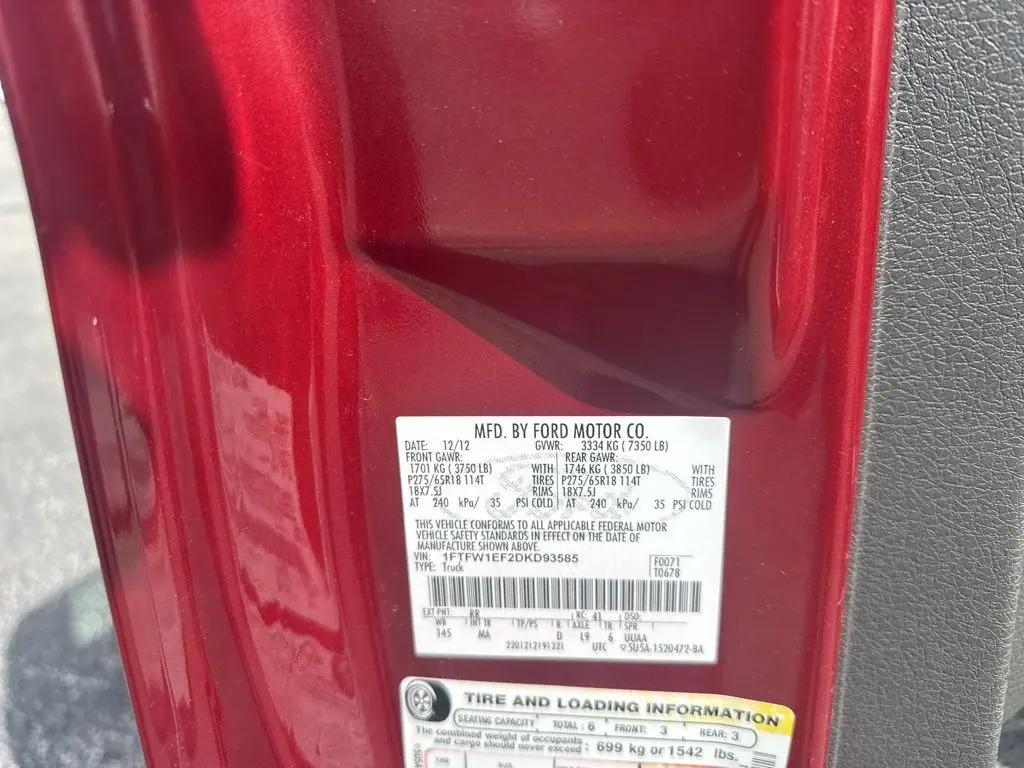 MFD. BY FORD MOTOR CO.
DATE: 12/12 GVWR: 3334 KG ( 7350 LB)
FRONT GAWR: REAR GAWR:
1701 KG ( 3750 LB) WITH 1746 KG ( 3850 LB) WITH
P275/65R18 114T TIRES P275/65R18 114T TIRES
18X7.5J RIMS 18X7.5J RIMS
AT 240 kPa/ 35 PSI COLD AT 240 kPa/ 35 PSI COLD
THIS VEHICLE CONFORMS TO ALL APPLICABLE FEDERAL MOTOR
VEHICLE SAFETY STANDARDS IN EFFECT ON THE DATE OF
MANUFACTURE SHOWN ABOVE.
VIN: 1FTFW1EF2DKD93585 F0071
TYPE: Truck T0678
EXT PNT: RR RC: 41 DSO:
WB INT TR TP/PS R AXLE TR SPR
145 MA D L9 6 UUAA
2201212191321 UTC 5U5A-1520472-BA
TIRE AND LOADING INFORMATION
SEATING CAPACITY TOTAL: 6 FRONT: 3 REAR: 3
The combined weight of occupants
and cargo should never exceed: 699 kg or 1542 lbs.